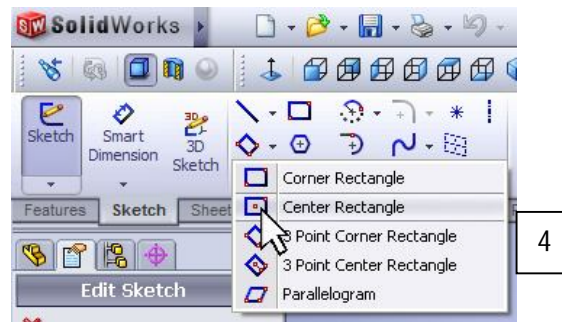 SolidWorks
Sketch
Smart Dimension
3D Sketch
Corner Rectangle
Center Rectangle
3 Point Corner Rectangle
3 Point Center Rectangle
Parallelogram
Features
Sketch
Sheet
Edit Sketch
4